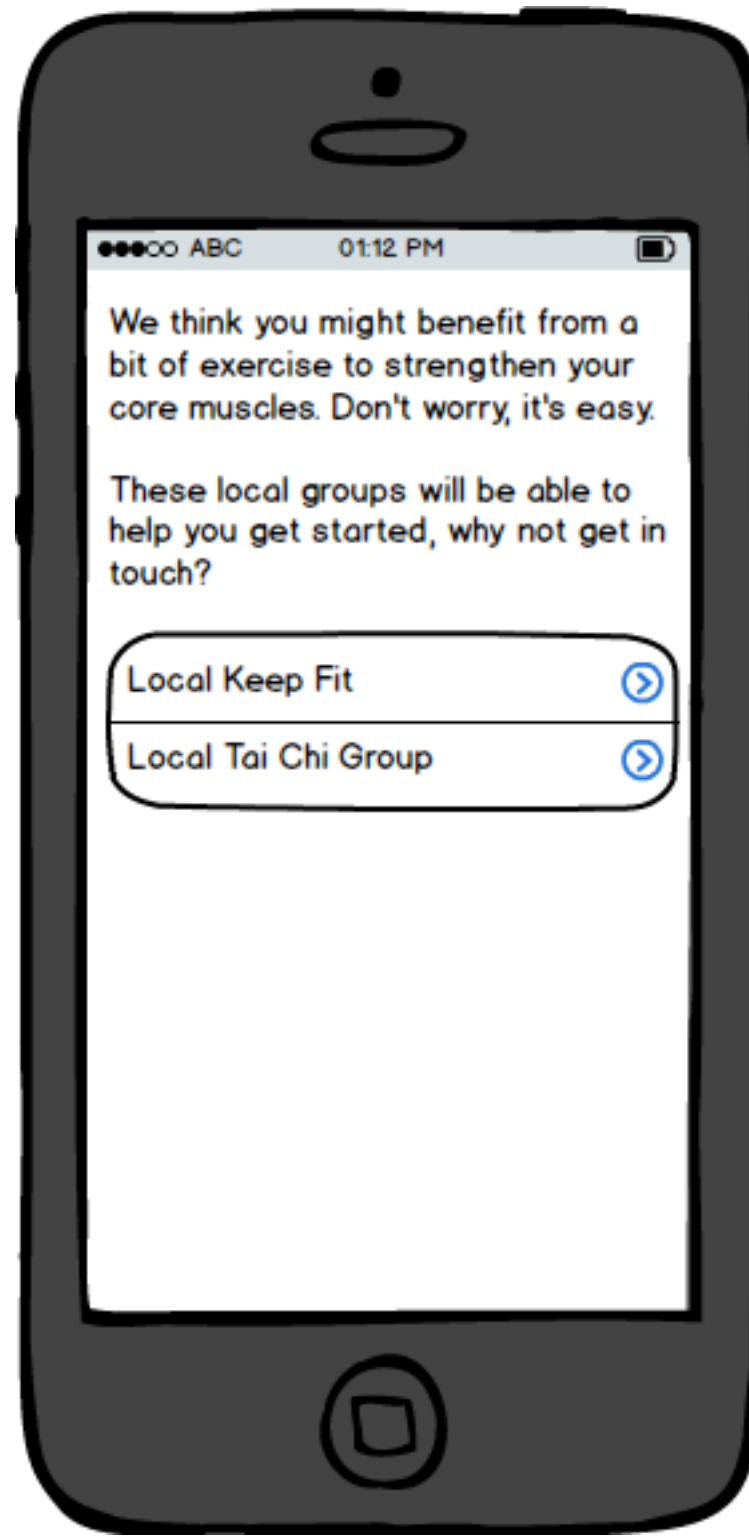 ABC 01:12 PM
We think you might benefit from a
bit of exercise to strengthen your
core muscles. Don't worry, it's easy.
These local groups will be able to
help you get started, why not get in
touch?
Local Keep Fit
Local Tai Chi Group